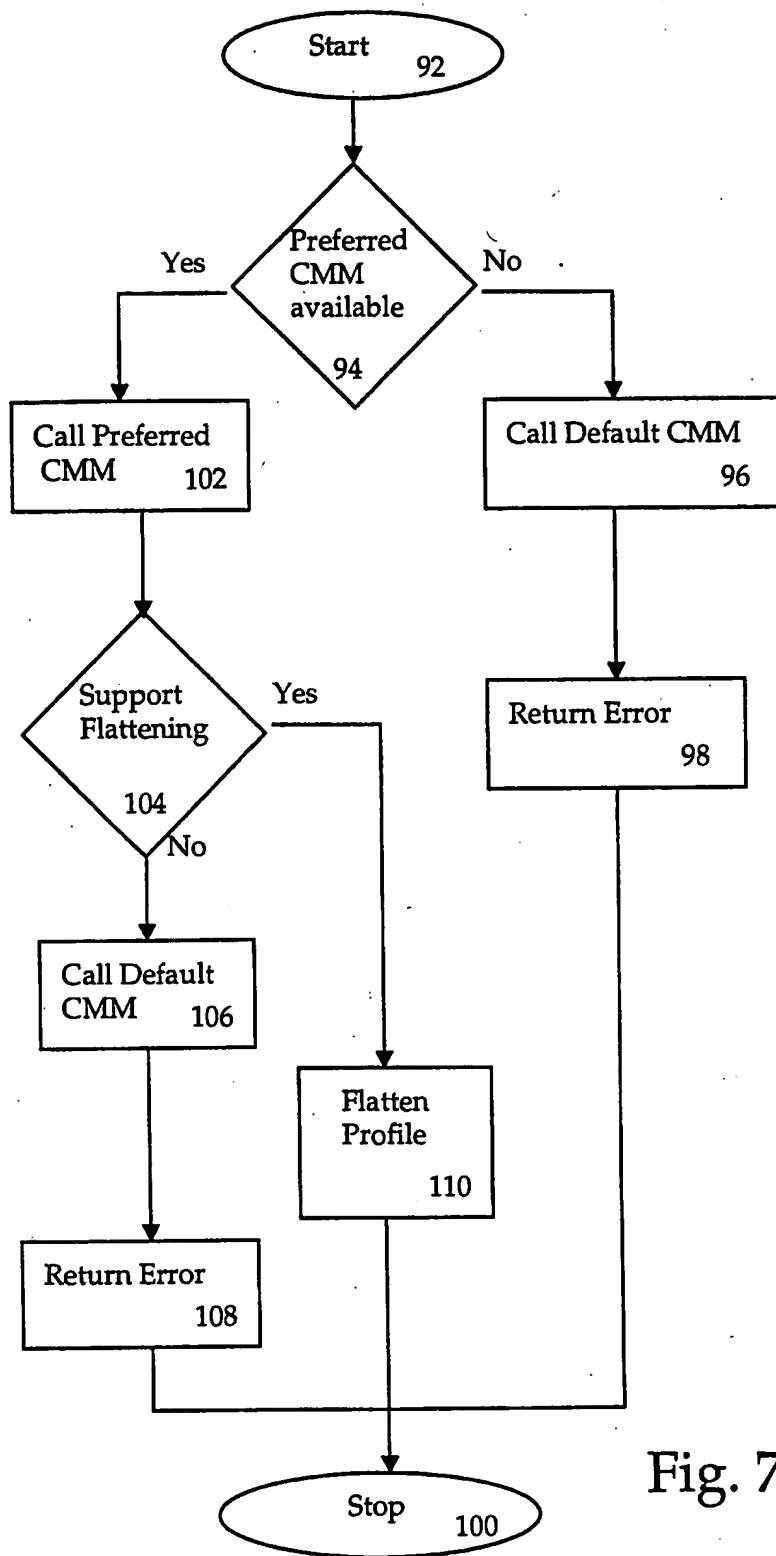 Start
92
Preferred
CMM
available
94
Yes
No
Call Preferred
CMM
102
Call Default CMM
96
Support
Flattening
104
Yes
No
Return Error
98
Call Default
CMM
106
Flatten
Profile
110
Return Error
108
Stop
100
Fig. 7